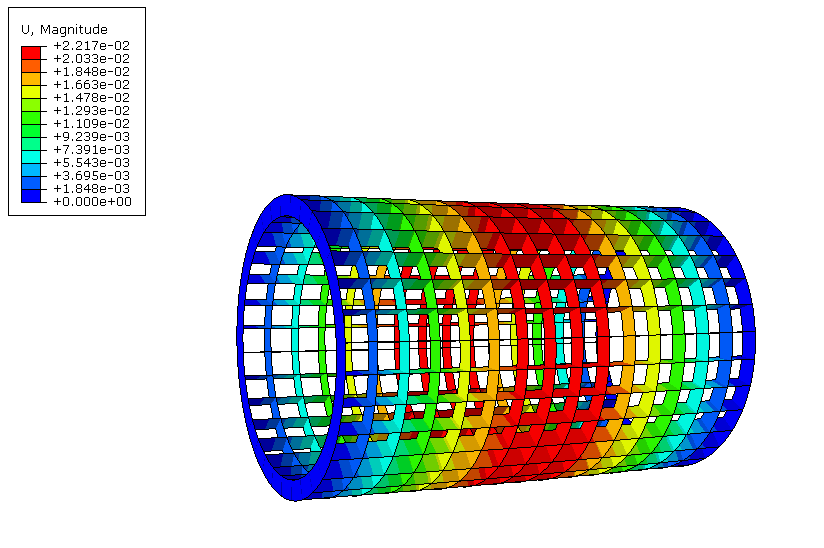 U, Magnitude
+2.217e-02
+2.033e-02
+1.848e-02
+1.663e-02
+1.478e-02
+1.293e-02
+1.109e-02
+9.239e-03
+7.391e-03
+5.543e-03
+3.695e-03
+1.848e-03
+0.000e+00